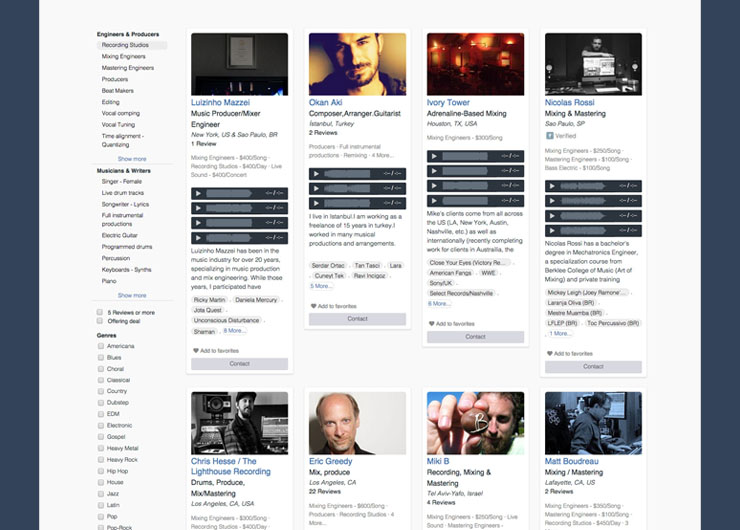 Engineers & Producers
Recording Studios
Mixing Engineers
Mastering Engineers
Producers
Beat Makers
Editing
Vocal comping
Vocal Tuning
Time alignment -
Quantizing
Show more
Musicians & Writers
Singer - Female
Live drum tracks
Songwriter - Lyrics
Full instrumental
productions
Electric Guitar
Programmed drums
Percussion
Keyboards - Synths
Piano
Show more
5 Reviews or more
Offering deal
Genres
Americana
Blues
Choral
Classical
Country
Dubstep
EDM
Electronic
Gospel
Heavy Metal
Heavy Rock
Hip Hop
House
Jazz
Latin
Pop
Pop-Rock
Luizinho Mazzei
Music Producer/Mixer
Engineer
New York, US & Sao Paulo, BR
1 Review
Mixing Engineers - $400/Song ·
Recording Studios - $400/Day · Live
Sound - $400/Concert
--/--
--/--
--/--
--/--
Luizinho Mazzei has been in the
music industry for over 20 years,
specializing in music production
and mix engineering. While those
years, I participated have
Ricky Martin , Daniela Mercury ,
Jota Quest ,
Unconscious Disturbance ,
Shaman , 8 More...
Add to favorites
Contact
Okan Aki
Composer,Arranger.Guitarist
İstanbul, Turkey
2 Reviews
Producers · Full instrumental
productions · Remixing · 4 More...
--/--
--/--
--/--
I live in Istanbul.I am working as a
freelance of 15 years in turkey.I
worked in many musical
productions and arrangements.
Serdar Ortac , Tan Tasci , Lara
, Cuneyt Tek , Ravi Incigoz ,
5 More...
Add to favorites
Contact
Ivory Tower
Adrenaline-Based Mixing
Houston, TX, USA
Mixing Engineers - $300/Song
--/--
--/--
--/--
--/--
Mike's clients come from all across
the US (LA, New York, Austin,
Nashville, etc.) as well as
internationally (recently completing
work for clients in Australlia, the
Close Your Eyes (Victory Re... ,
American Fangs , WWE ,
Sony/UK ,
Select Records/Nashville ,
6 More...
Add to favorites
Contact
Nicolas Rossi
Mixing & Mastering
Sao Paulo, SP
Verified
Mixing Engineers - $250/Song ·
Mastering Engineers - $100/Song ·
Bass Electric - $100/Song
--/--
--/--
--/--
--/--
Nicolas Rossi has a bachelor's
degree in Mechatronics Engineer,
a specialization course from
Berklee College of Music (Art of
Mixing) and private training
Mickey Leigh (Joey Ramone'... ,
Laranja Oliva (BR) ,
Mestre Muamba (BR) ,
LFLEP (BR) , Toc Percussivo (BR)
, 1 More...
Add to favorites
Contact
Chris Hesse / The
Lighthouse Recording
Drums, Produce,
Mix/Mastering
Los Angeles, CA, USA
Mixing Engineers - $300/Song ·
Recording Studios - $400/Day ·
Eric Greedy
Mix, produce
Los Angeles, CA
22 Reviews
Mixing Engineers - $600/Song ·
Producers · Recording Studios · 4
More...
Miki B
Recording, Mixing &
Mastering
Tel Aviv-Yafo, Israel
4 Reviews
Mixing Engineers - $250/Song · Live
Sound · Mastering Engineers -
Matt Boudreau
Mixing / Mastering
Lafayette, CA, US
2 Reviews
Mixing Engineers - $350/Song ·
Mastering Engineers - $100/Song ·
Recording Studios - $450/Day · 3